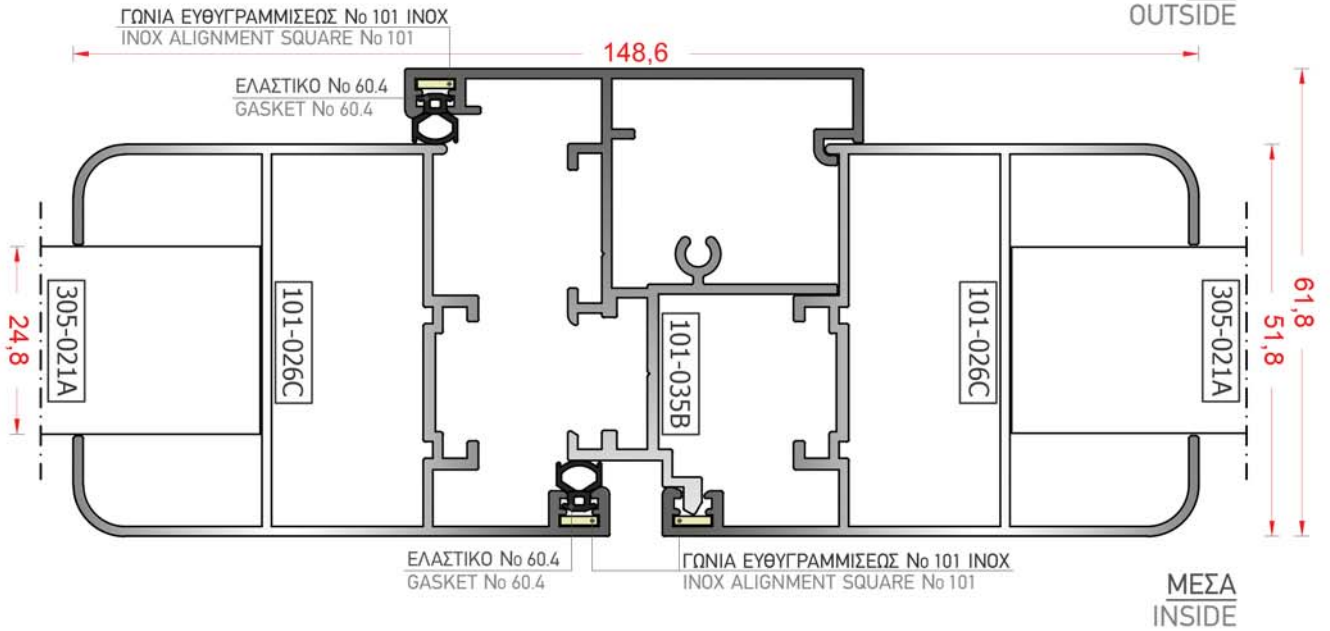 ΓΩΝΙΑ ΕΥΘΥΓΡΑΜΜΙΣΕΩΣ No 101 INOX
INOX ALIGNMENT SQUARE No 101
OUTSIDE
148,6
ΕΛΑΣΤΙΚΟ No 60.4
GASKET No 60.4
24,8
305-021A
101-026C
101-035B
101-026C
305-021A
51,8
61,8
ΕΛΑΣΤΙΚΟ No 60.4
GASKET No 60.4
ΓΩΝΙΑ ΕΥΘΥΓΡΑΜΜΙΣΕΩΣ No 101 INOX
INOX ALIGNMENT SQUARE No 101
ΜΕΣΑ
INSIDE